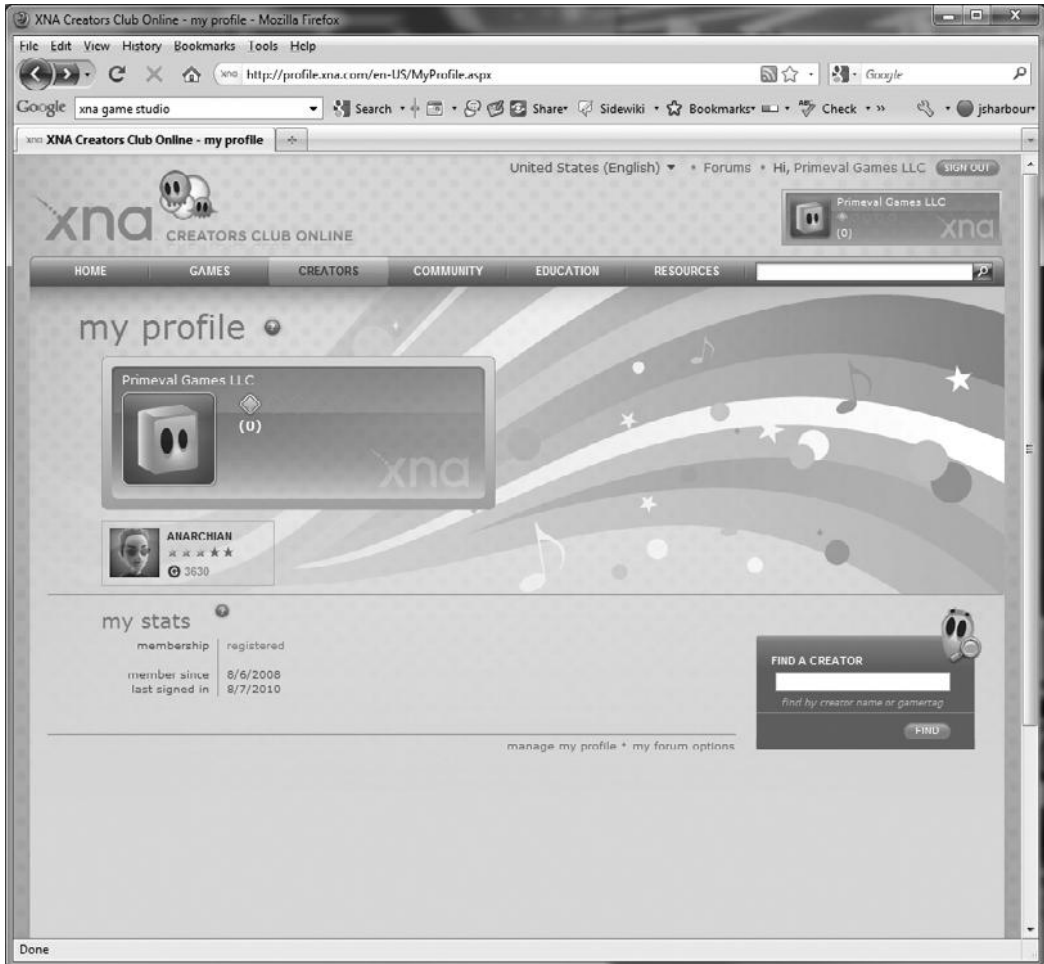 XNA Creators Club Online - my profile - Mozilla Firefox
File Edit View History Bookmarks Tools Help
xna http://profile.xna.com/en-US/MyProfile.aspx Google
Google xna game studio Search Share Sidewiki Bookmarks Check » jsharbour
xna XNA Creators Club Online - my profile
United States (English) • Forums • Hi, Primeval Games LLC SIGN OUT
xna CREATORS CLUB ONLINE
Primeval Games LLC
(0)
xna
HOME GAMES CREATORS COMMUNITY EDUCATION RESOURCES
my profile
Primeval Games LLC
(0)
xna
ANARCHIAN
G 3630
my stats
membership registered
member since 8/6/2008
last signed in 8/7/2010
FIND A CREATOR
find by creator name or gamertag
FIND
manage my profile • my forum options
Done